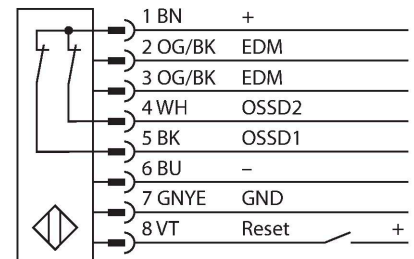 1 BN +
2 OG/BK EDM
3 OG/BK EDM
4 WH OSSD2
5 BK OSSD1
6 BU –
7 GNYE GND
8 VT Reset +